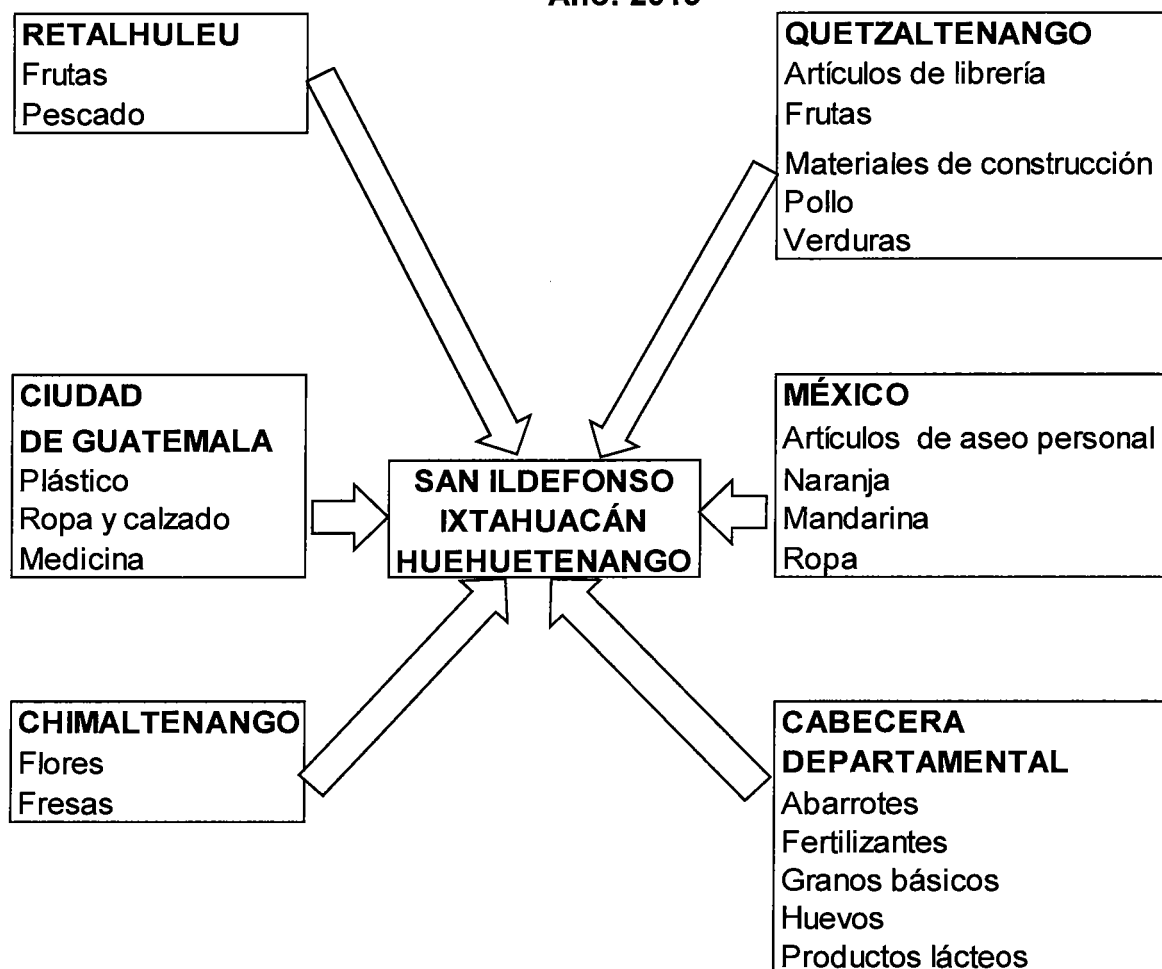 RETALHULEU
Frutas
Pescado
QUETZALTENANGO
Artículos de librería
Frutas
Materiales de construcción
Pollo
Verduras
CIUDAD
DE GUATEMALA
Plástico
Ropa y calzado
Medicina
SAN ILDEFONSO
IXTAHUACÁN
HUEHUETENANGO
MÉXICO
Artículos de aseo personal
Naranja
Mandarina
Ropa
CHIMALTENANGO
Flores
Fresas
CABECERA
DEPARTAMENTAL
Abarrotes
Fertilizantes
Granos básicos
Huevos
Productos lácteos